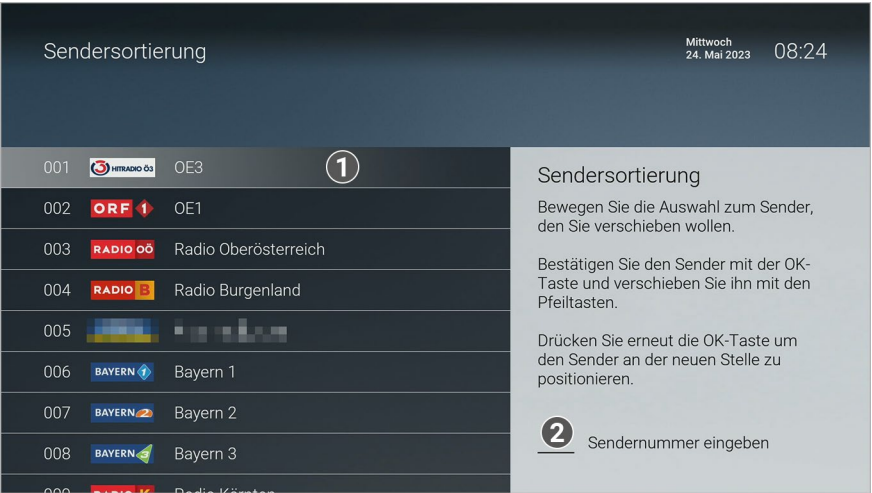 Sendersortierung
Mittwoch
24. Mai 2023
08:24
001 3 HITRADIO Ö3 OE3 1
002 ORF 1 OE1
003 RADIO OÖ Radio Oberösterreich
004 RADIO B Radio Burgenland
005
006 BAYERN 1 Bayern 1
007 BAYERN 2 Bayern 2
008 BAYERN 3 Bayern 3
Sendersortierung
Bewegen Sie die Auswahl zum Sender,
den Sie verschieben wollen.
Bestätigen Sie den Sender mit der OK-
Taste und verschieben Sie ihn mit den
Pfeiltasten.
Drücken Sie erneut die OK-Taste um
den Sender an der neuen Stelle zu
positionieren.
2 Sendernummer eingeben